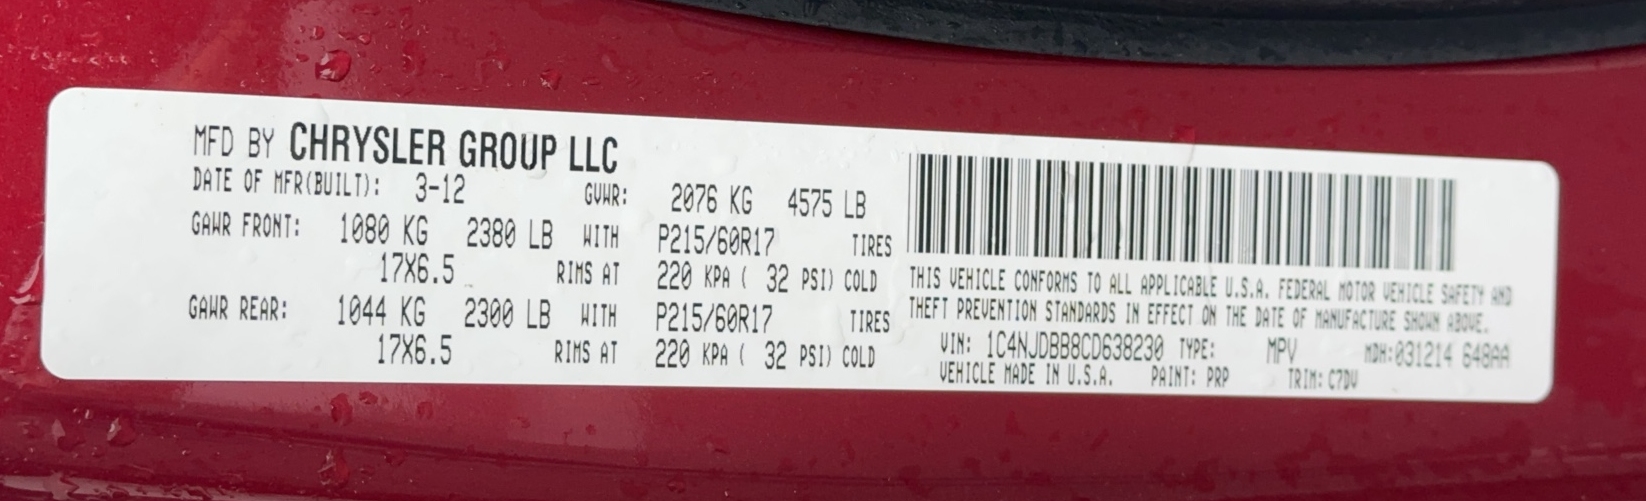 MFD BY CHRYSLER GROUP LLC
DATE OF MFR(BUILT): 3-12 GVWR: 2076 KG 4575 LB
GAWR FRONT: 1080 KG 2380 LB WITH P215/60R17 TIRES
17X6.5 RIMS AT 220 KPA ( 32 PSI) COLD
GAWR REAR: 1044 KG 2300 LB WITH P215/60R17 TIRES
17X6.5 RIMS AT 220 KPA ( 32 PSI) COLD
THIS VEHICLE CONFORMS TO ALL APPLICABLE U.S.A. FEDERAL MOTOR VEHICLE SAFETY AND
THEFT PREVENTION STANDARDS IN EFFECT ON THE DATE OF MANUFACTURE SHOWN ABOVE.
VIN: 1C4NJDBB8CD638230 TYPE: MPV MDH:031214 648AA
VEHICLE MADE IN U.S.A. PAINT: PRP TRIM: C7DV